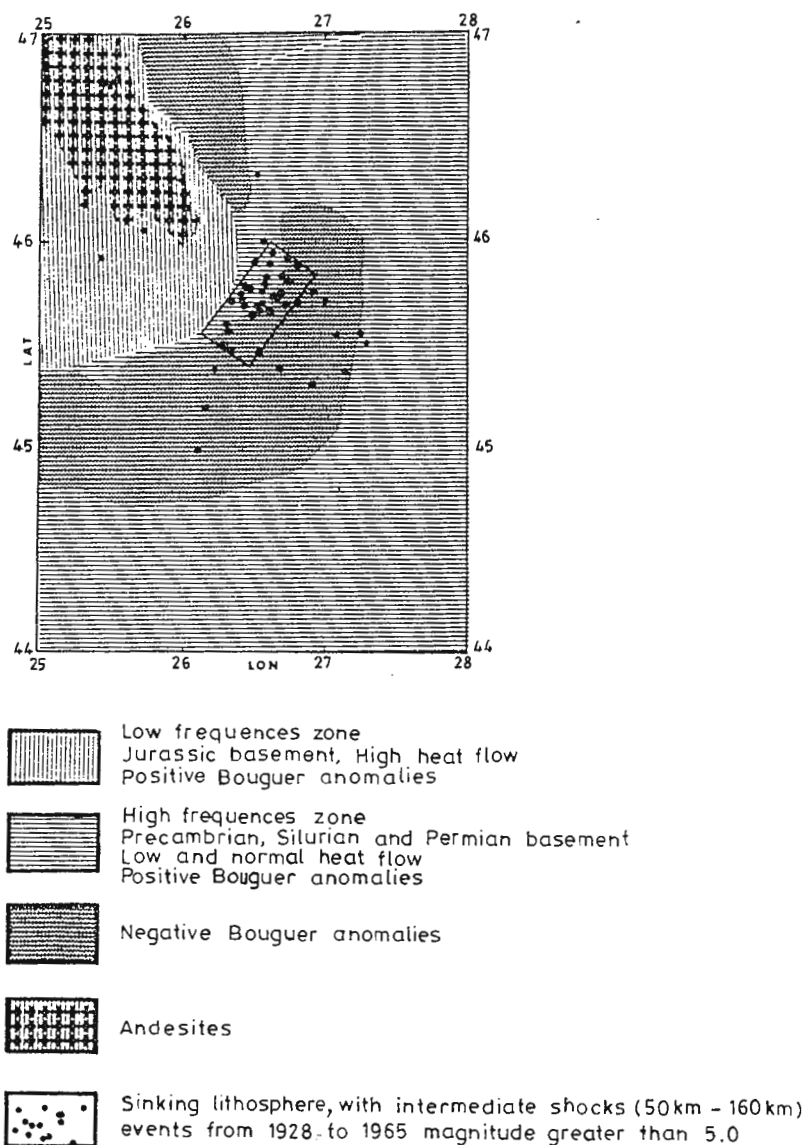 25 26 27 28
47 47
46 46
LAT
45 45
44 44
25 26 LON 27 28
Low frequences zone
Jurassic basement, High heat flow
Positive Bouguer anomalies
High frequences zone
Precambrian, Silurian and Permian basement
Low and normal heat flow
Positive Bouguer anomalies
Negative Bouguer anomalies
Andesites
Sinking lithosphere, with intermediate shocks (50km - 160km)
events from 1928 to 1965 magnitude greater than 5.0